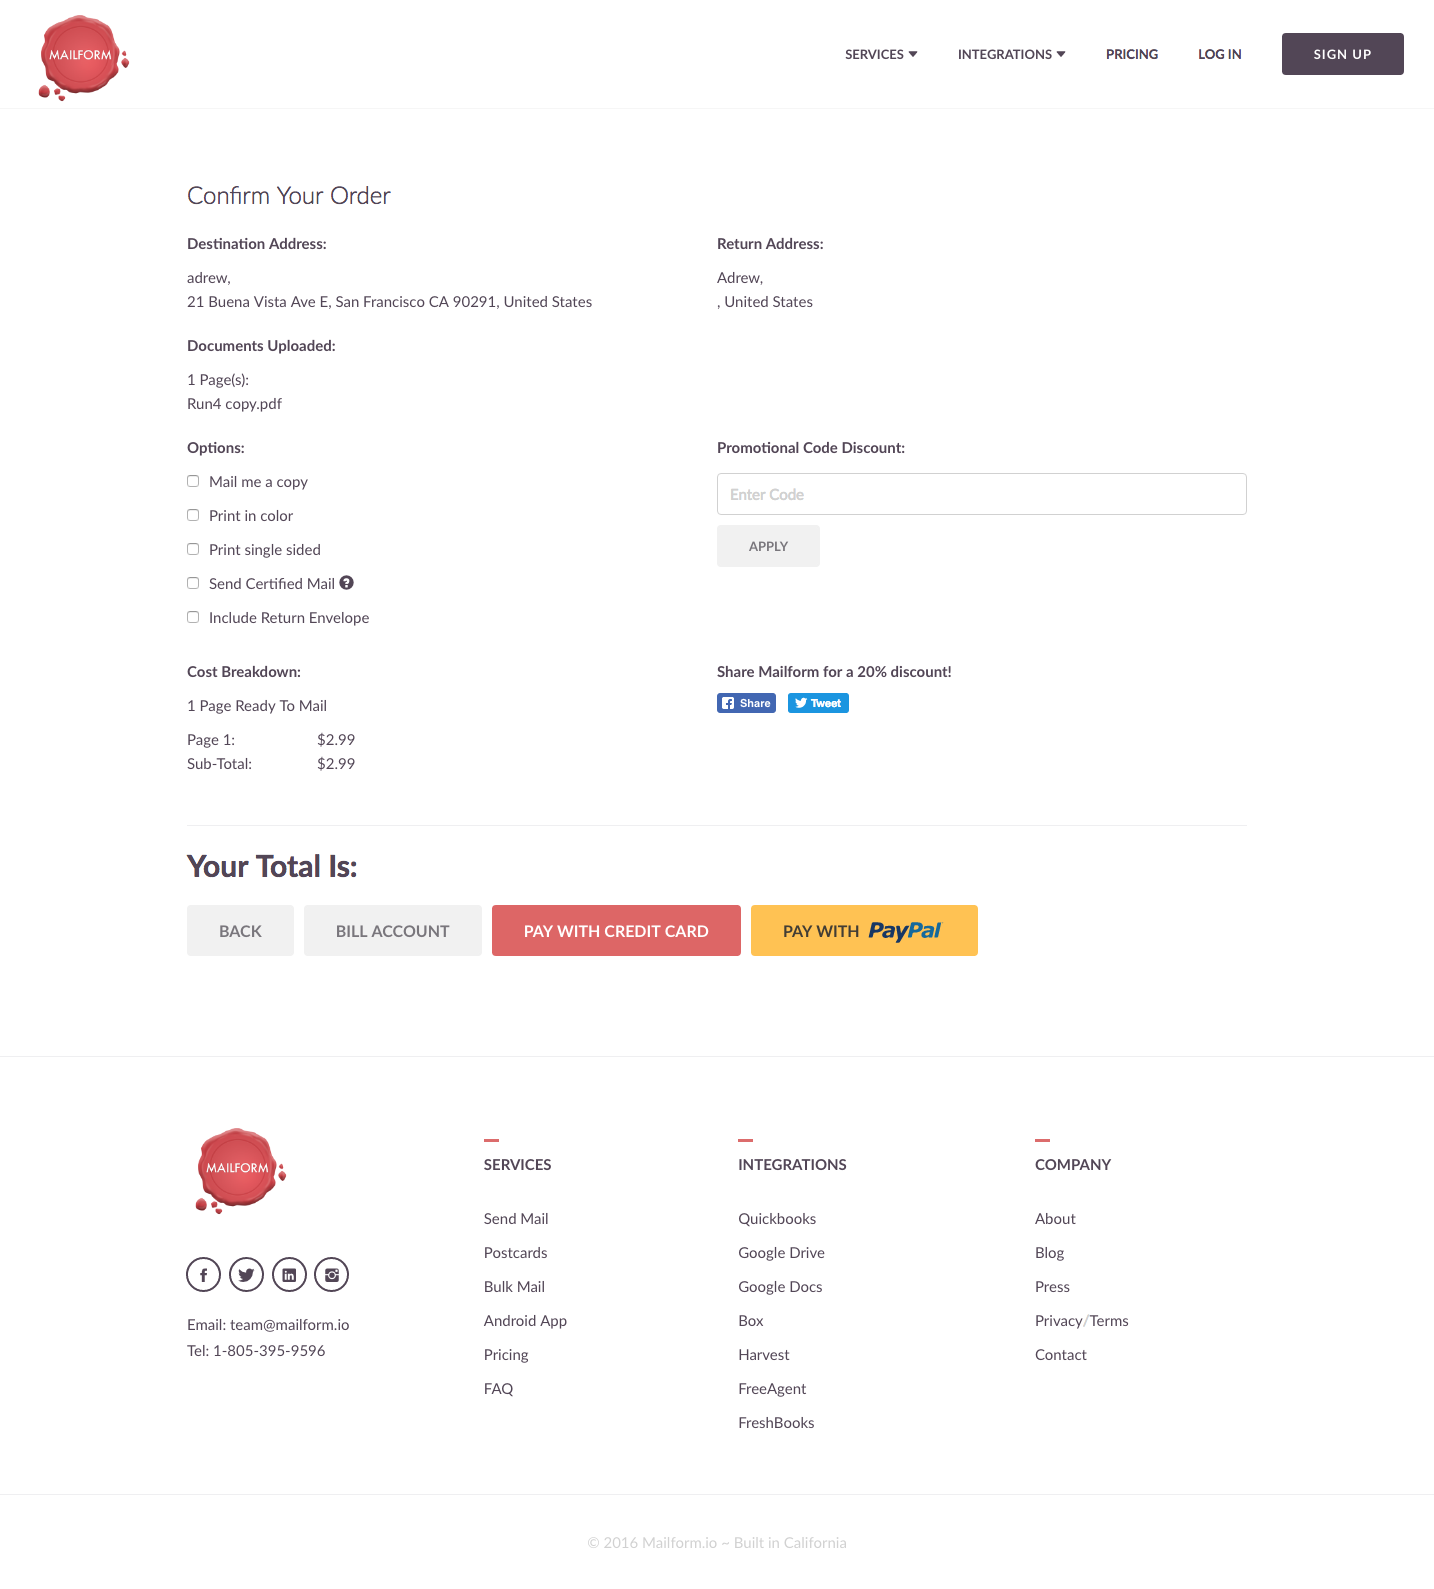 MAILFORM
SERVICES
INTEGRATIONS
PRICING
LOG IN
SIGN UP
Confirm Your Order
Destination Address:
adrew,
21 Buena Vista Ave E, San Francisco CA 90291, United States
Return Address:
Adrew,
, United States
Documents Uploaded:
1 Page(s):
Run4 copy.pdf
Options:
Mail me a copy
Print in color
Print single sided
Send Certified Mail ?
Include Return Envelope
Promotional Code Discount:
Enter Code
APPLY
Cost Breakdown:
1 Page Ready To Mail
Page 1: $2.99
Sub-Total: $2.99
Share Mailform for a 20% discount!
Share
Tweet
Your Total Is:
BACK
BILL ACCOUNT
PAY WITH CREDIT CARD
PAY WITH PayPal
MAILFORM
Email: team@mailform.io
Tel: 1-805-395-9596
SERVICES
Send Mail
Postcards
Bulk Mail
Android App
Pricing
FAQ
INTEGRATIONS
Quickbooks
Google Drive
Google Docs
Box
Harvest
FreeAgent
FreshBooks
COMPANY
About
Blog
Press
Privacy/Terms
Contact
© 2016 Mailform.io ~ Built in California